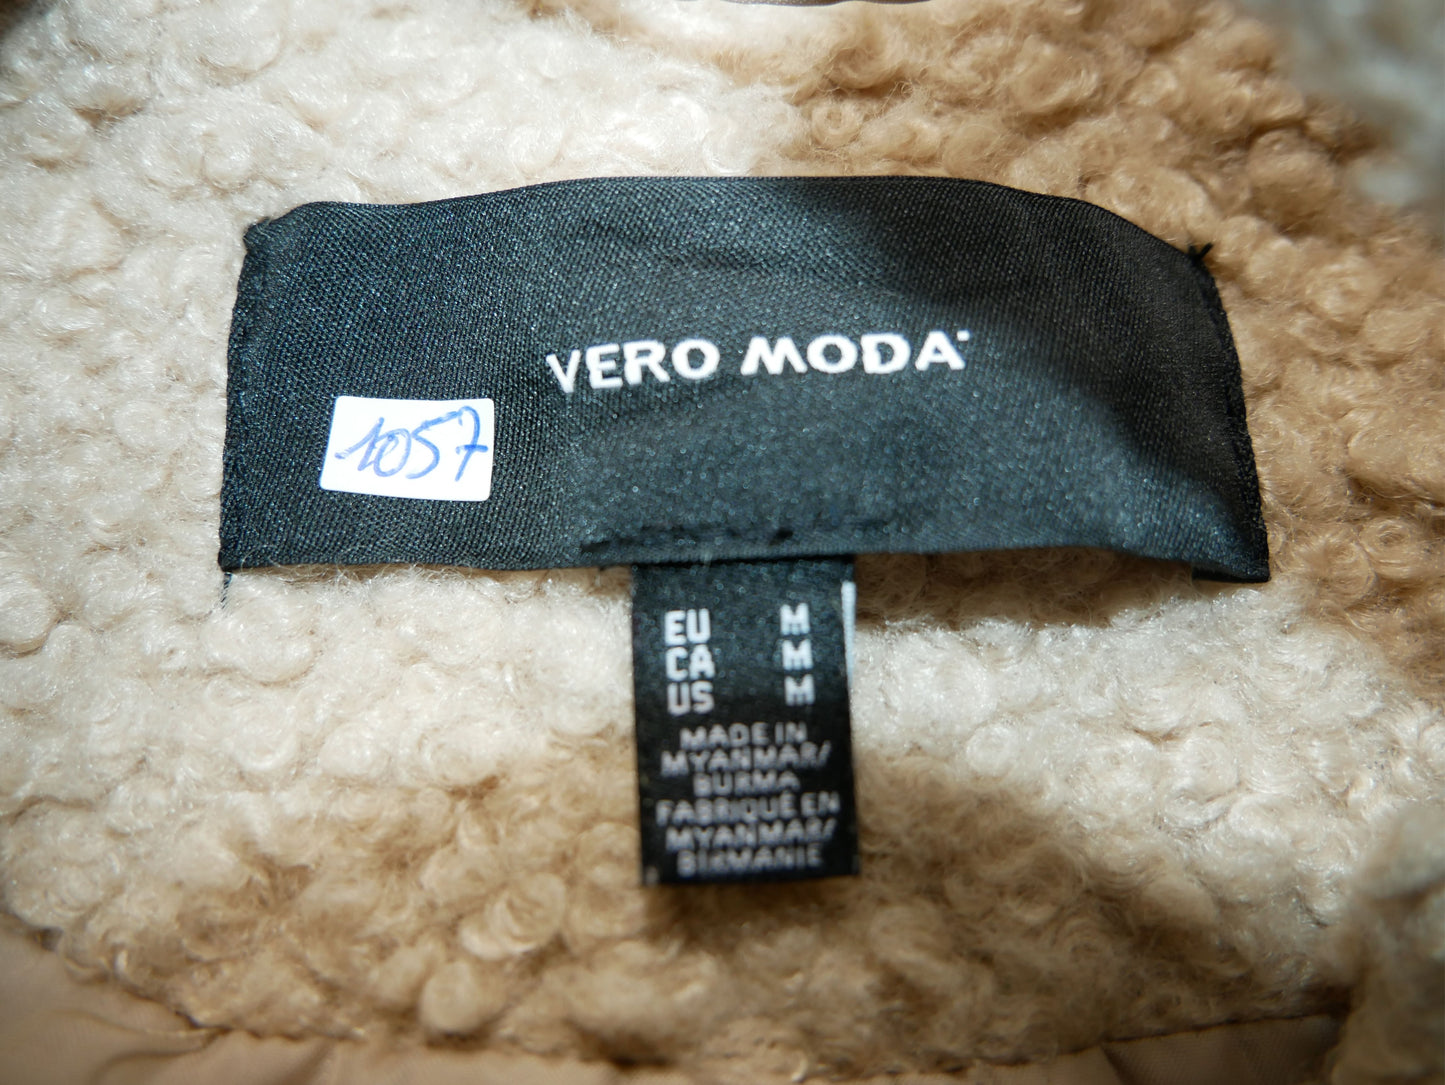 VERO MODA
1057
EU M
CA M
US M
MADE IN
MYANMAR/
BURMA
FABRIQUÉ EN
MYANMAR/
BIRMANIE